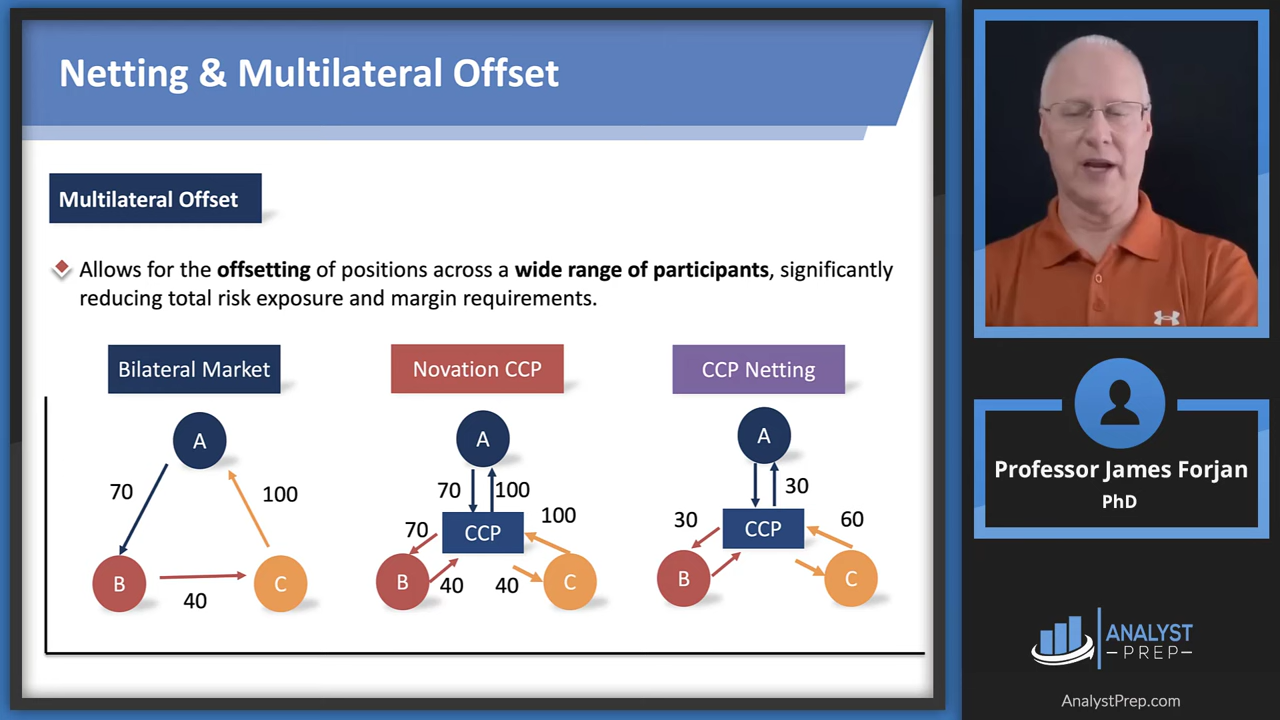 Netting & Multilateral Offset
Multilateral Offset
Allows for the offsetting of positions across a wide range of participants, significantly
reducing total risk exposure and margin requirements.
Bilateral Market
A
70
100
B
C
40
Novation CCP
A
70
100
70
CCP
100
B
40
40
C
CCP Netting
A
30
30
CCP
60
B
C
Professor James Forjan
PhD
ANALYST
PREP
AnalystPrep.com